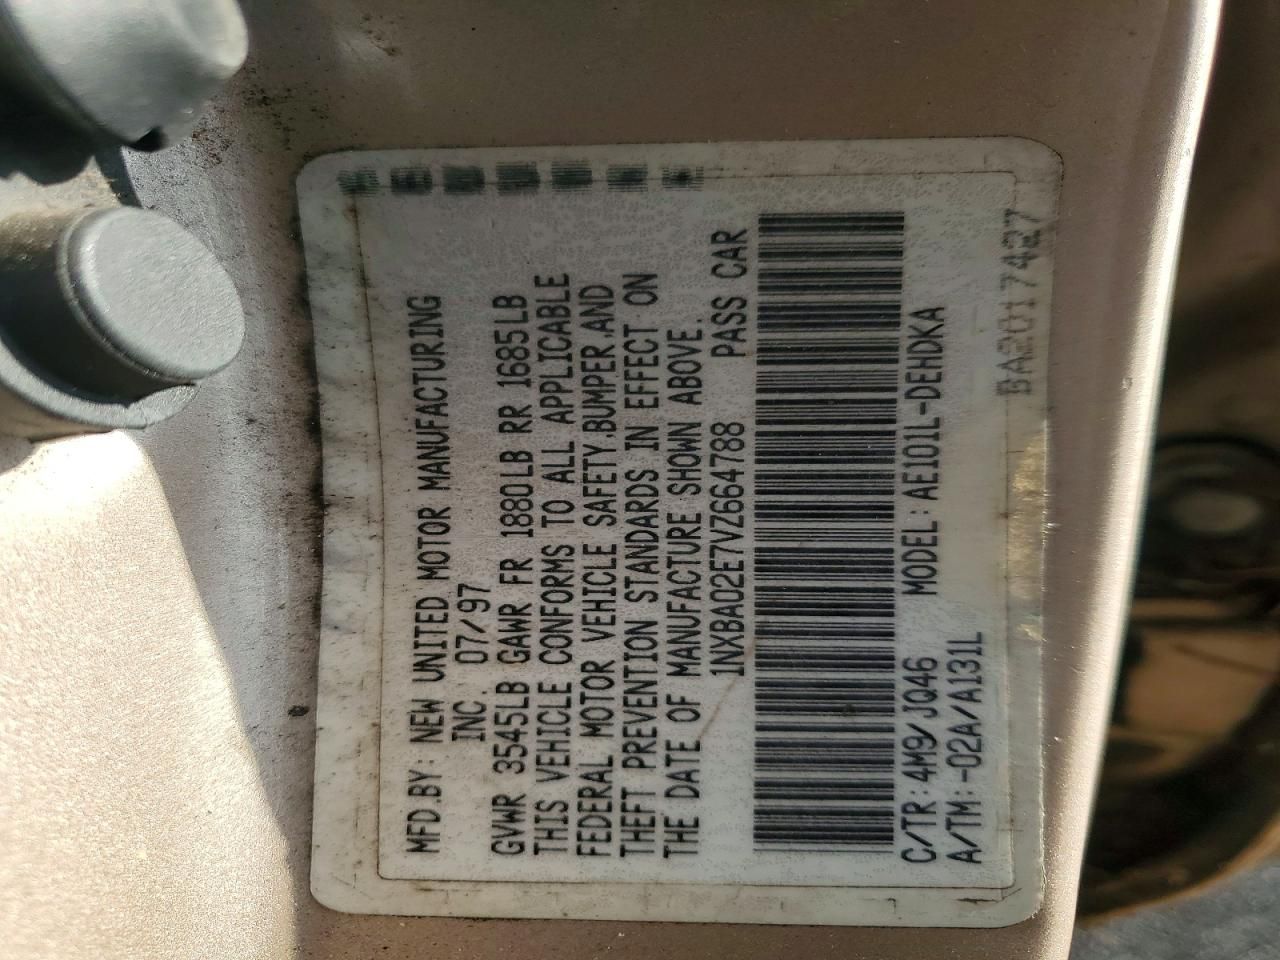 MFD.BY: NEW UNITED MOTOR MANUFACTURING
INC. 07/97
GVWR 3545LB GAWR FR 1880LB RR 1685LB
THIS VEHICLE CONFORMS TO ALL APPLICABLE
FEDERAL MOTOR VEHICLE SAFETY,BUMPER,AND
THEFT PREVENTION STANDARDS IN EFFECT ON
THE DATE OF MANUFACTURE SHOWN ABOVE.
1NXBA02E7VZ664788 PASS CAR
C/TR:4M9/JQ46 MODEL:AE101L-DEHDKA
A/TM:-02A/A131L
BA2017427